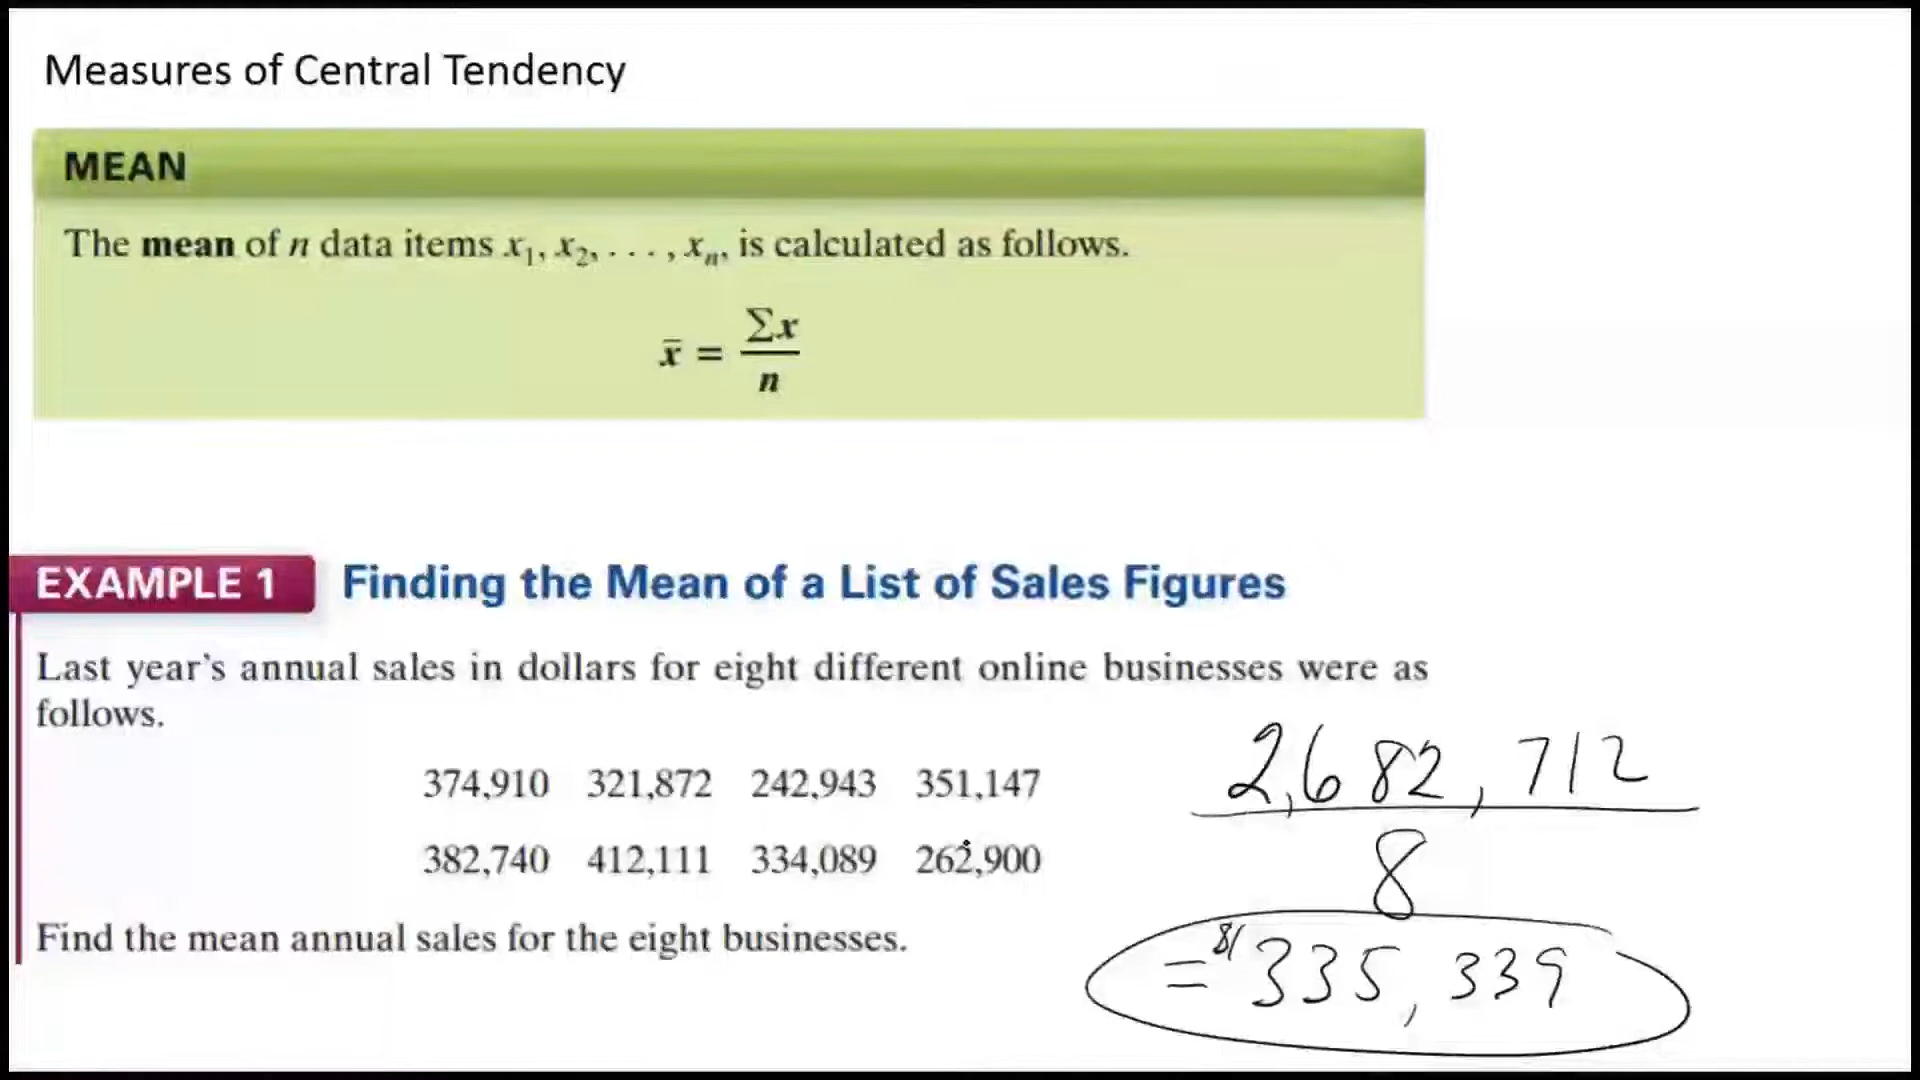 Measures of Central Tendency
MEAN
The mean of n data items x₁, x₂, . . . , xₙ, is calculated as follows.
x̄ = Σx / n
EXAMPLE 1 Finding the Mean of a List of Sales Figures
Last year's annual sales in dollars for eight different online businesses were as
follows.
374,910 321,872 242,943 351,147
382,740 412,111 334,089 262,900
Find the mean annual sales for the eight businesses.
2,682,712
8
= 335,339